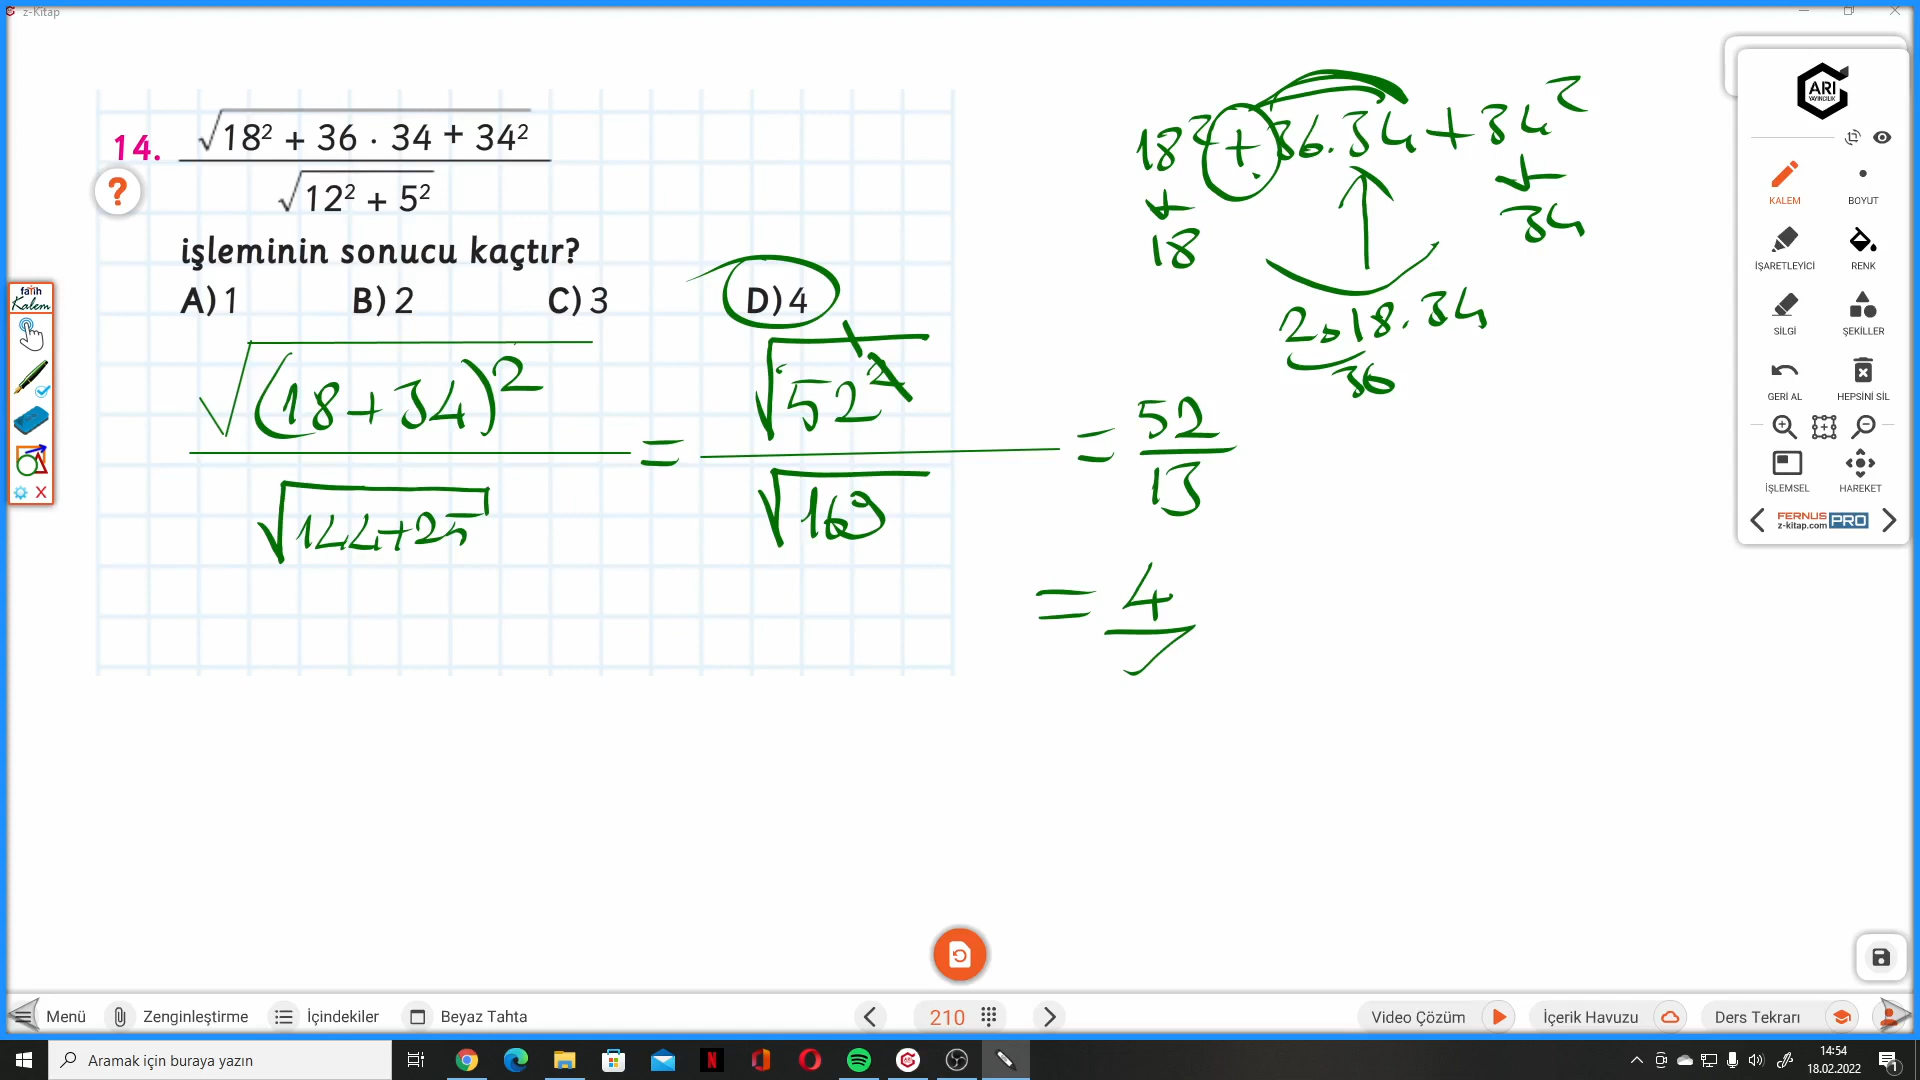 z-Kitap
14. √18² + 36 · 34 + 34²
√12² + 5²
işleminin sonucu kaçtır?
A) 1 B) 2 C) 3 D) 4
√(18+34)² = √52² = 52
√144+25 √169 13
= 4
18² + 36.34 + 34²
18 34
2.18.34
36
fatih
Kalem
ARI
YAYINCILIK
KALEM BOYUT
İŞARETLEYİCİ RENK
SİLGİ ŞEKİLLER
GERİ AL HEPSİNİ SİL
İŞLEMSEL HAREKET
FERNUS PRO
z-kitap.com
Menü Zenginleştirme İçindekiler Beyaz Tahta 210 Video Çözüm İçerik Havuzu Ders Tekrarı
Aramak için buraya yazın
14:54
18.02.2022
1